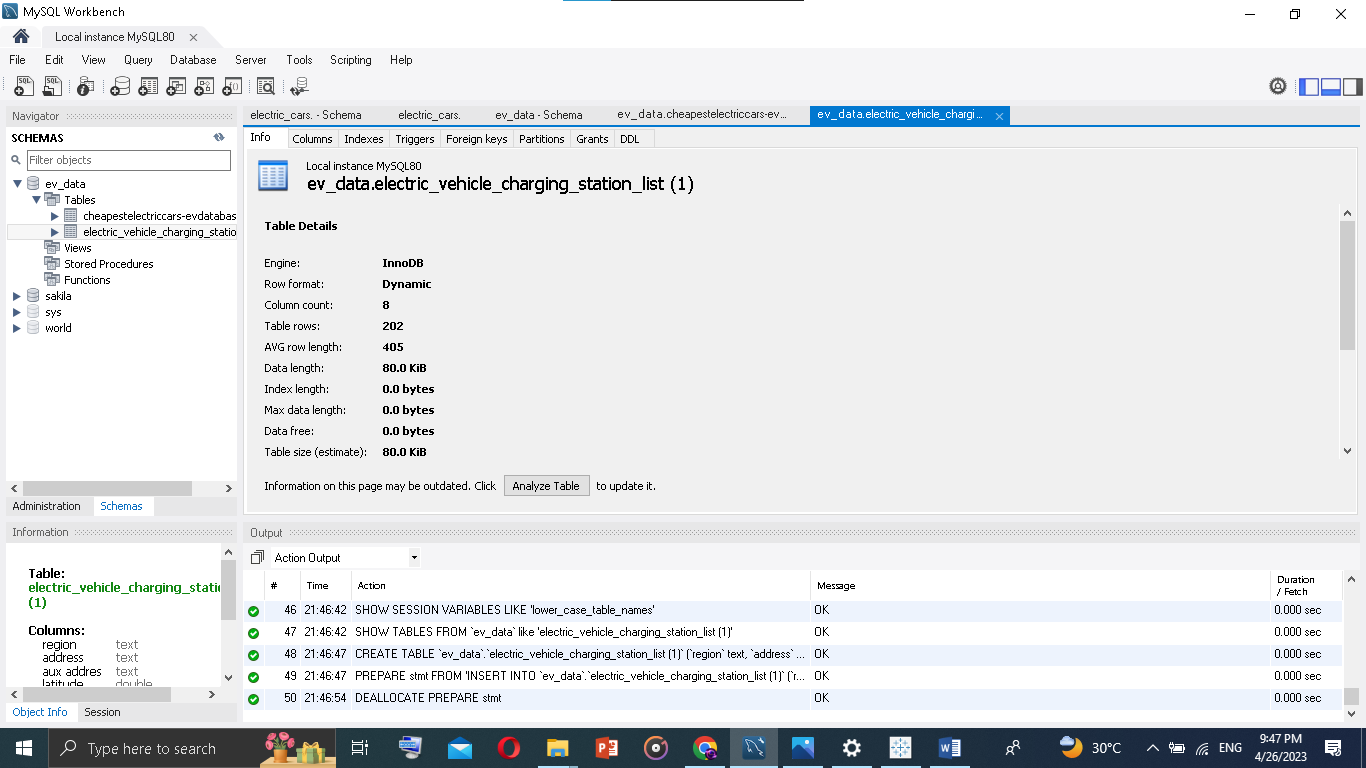 MySQL Workbench
Local instance MySQL80
File Edit View Query Database Server Tools Scripting Help
Navigator
SCHEMAS
Filter objects
ev_data
Tables
cheapestelectriccars-evdatabas
electric_vehicle_charging_statio
Views
Stored Procedures
Functions
sakila
sys
world
Administration Schemas
Information
Table:
electric_vehicle_charging_static
(1)
Columns:
region text
address text
aux addres text
latitude double
Object Info Session
electric_cars. - Schema electric_cars. ev_data - Schema ev_data.cheapestelectriccars-ev... ev_data.electric_vehicle_chargi...
Info Columns Indexes Triggers Foreign keys Partitions Grants DDL
Local instance MySQL80
ev_data.electric_vehicle_charging_station_list (1)
Table Details
Engine: InnoDB
Row format: Dynamic
Column count: 8
Table rows: 202
AVG row length: 405
Data length: 80.0 KiB
Index length: 0.0 bytes
Max data length: 0.0 bytes
Data free: 0.0 bytes
Table size (estimate): 80.0 KiB
Information on this page may be outdated. Click Analyze Table to update it.
Output
Action Output
# Time Action Message Duration / Fetch
46 21:46:42 SHOW SESSION VARIABLES LIKE 'lower_case_table_names' OK 0.000 sec
47 21:46:42 SHOW TABLES FROM `ev_data` like 'electric_vehicle_charging_station_list (1)' OK 0.000 sec
48 21:46:47 CREATE TABLE `ev_data`.`electric_vehicle_charging_station_list (1)` (`region` text, `address` ... OK 0.000 sec
49 21:46:47 PREPARE stmt FROM 'INSERT INTO `ev_data`.`electric_vehicle_charging_station_list (1)` (`r... OK 0.000 sec
50 21:46:54 DEALLOCATE PREPARE stmt OK 0.000 sec
Type here to search
30°C
ENG
9:47 PM
4/26/2023